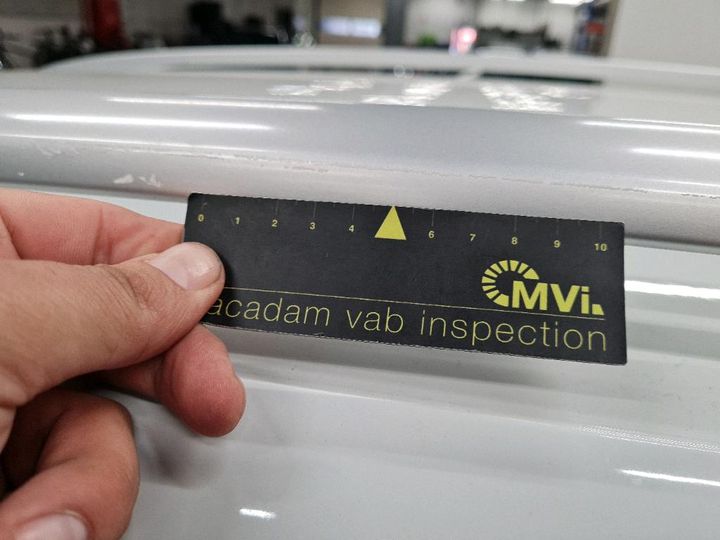 0 1 2 3 4 6 7 8 9 10
MVi
acadam vab inspection